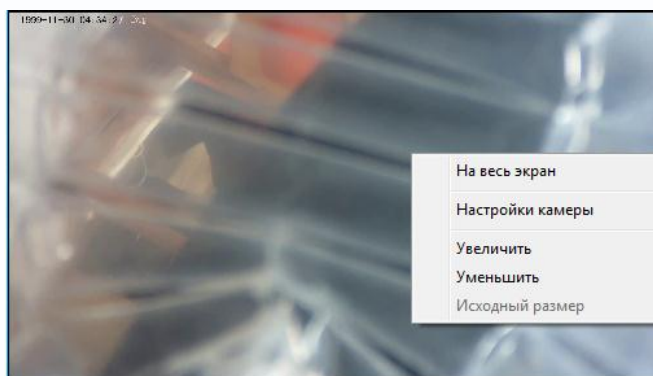 На весь экран
Настройки камеры
Увеличить
Уменьшить
Исходный размер